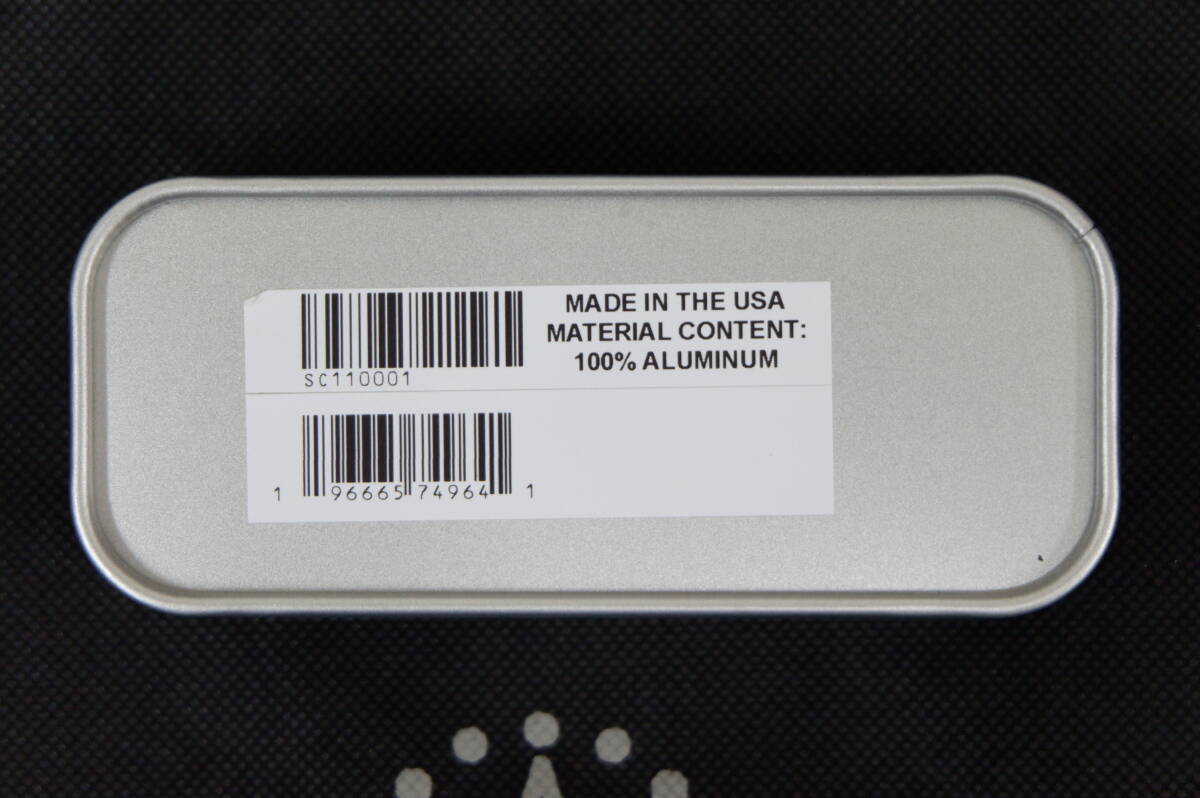 MADE IN THE USA
MATERIAL CONTENT:
100% ALUMINUM
SC110001
1 96665 74964 1